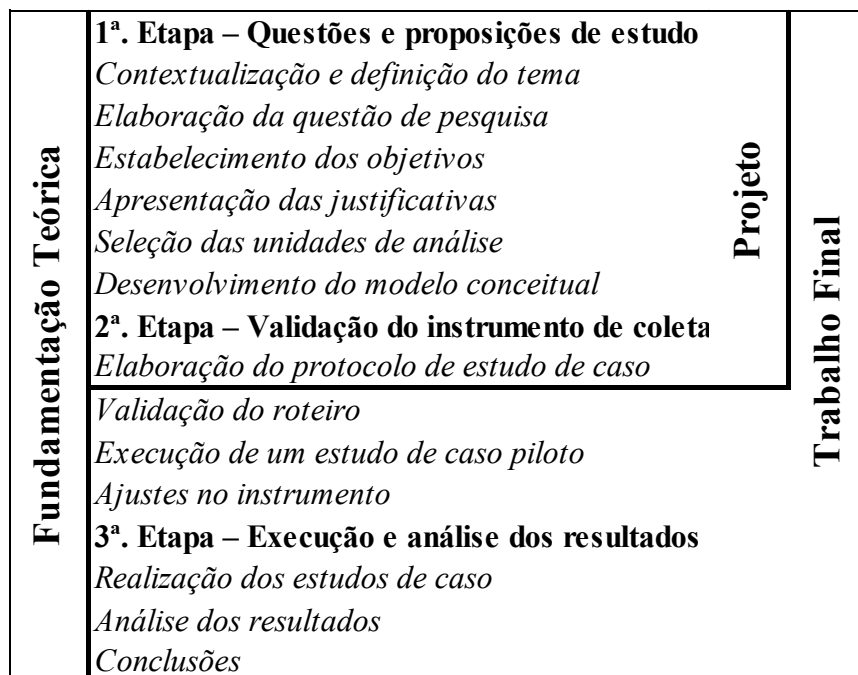 Fundamentação Teórica
1ª. Etapa – Questões e proposições de estudo
Contextualização e definição do tema
Elaboração da questão de pesquisa
Estabelecimento dos objetivos
Apresentação das justificativas
Seleção das unidades de análise
Desenvolvimento do modelo conceitual
2ª. Etapa – Validação do instrumento de coleta
Elaboração do protocolo de estudo de caso
Validação do roteiro
Execução de um estudo de caso piloto
Ajustes no instrumento
3ª. Etapa – Execução e análise dos resultados
Realização dos estudos de caso
Análise dos resultados
Conclusões
Projeto
Trabalho Final